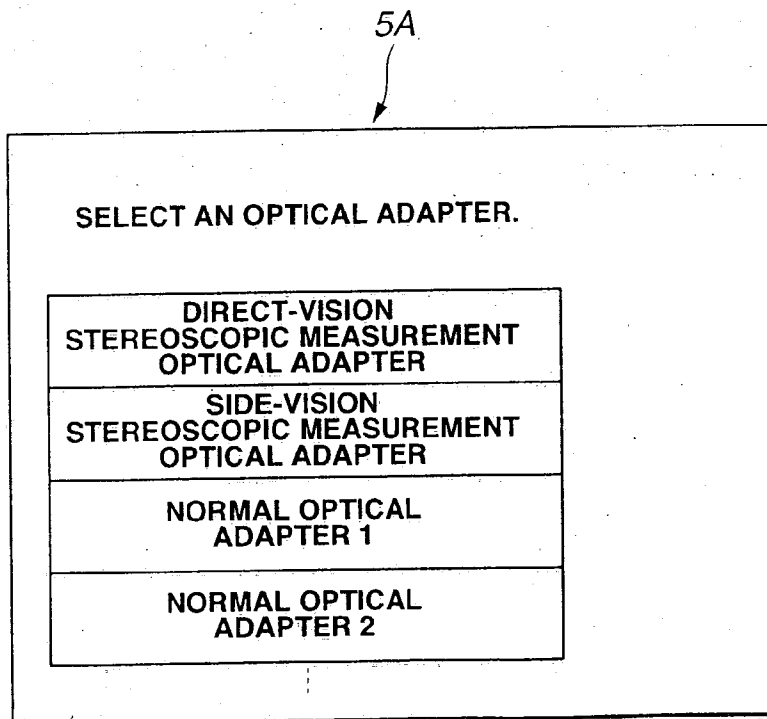 5A
SELECT AN OPTICAL ADAPTER.
DIRECT-VISION
STEREOSCOPIC MEASUREMENT
OPTICAL ADAPTER
SIDE-VISION
STEREOSCOPIC MEASUREMENT
OPTICAL ADAPTER
NORMAL OPTICAL
ADAPTER 1
NORMAL OPTICAL
ADAPTER 2